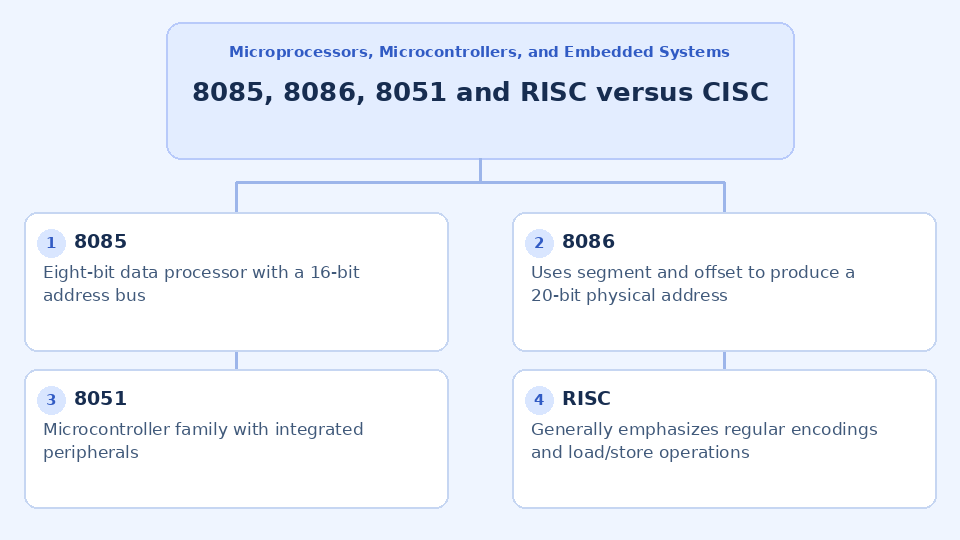 Microprocessors, Microcontrollers, and Embedded Systems
8085, 8086, 8051 and RISC versus CISC
1 8085
Eight-bit data processor with a 16-bit
address bus
2 8086
Uses segment and offset to produce a
20-bit physical address
3 8051
Microcontroller family with integrated
peripherals
4 RISC
Generally emphasizes regular encodings
and load/store operations